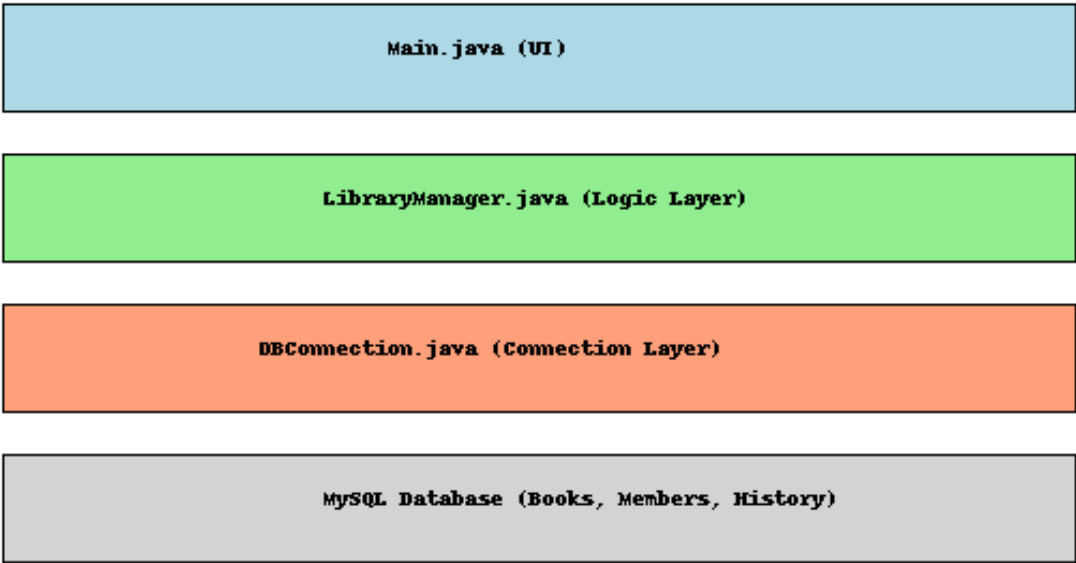 Main.java (UI)
LibraryManager.java (Logic Layer)
DBConnection.java (Connection Layer)
MySQL Database (Books, Members, History)